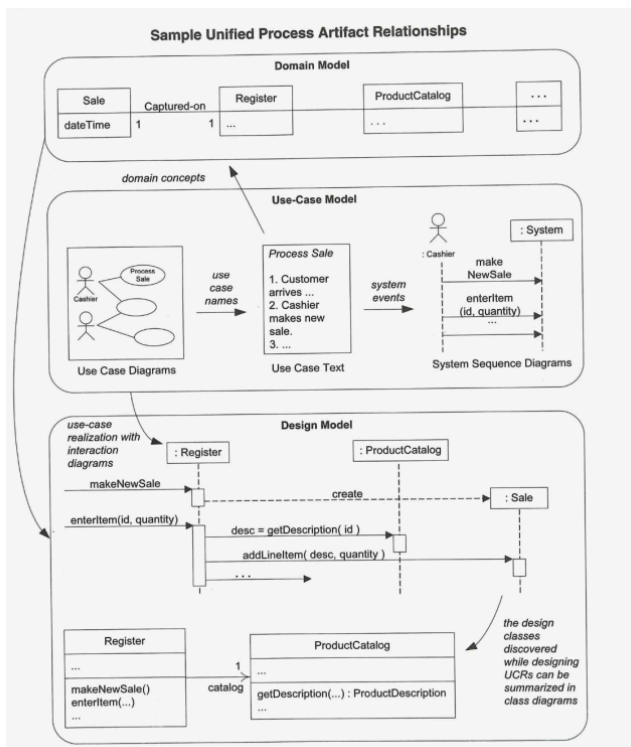 Sample Unified Process Artifact Relationships
Domain Model
Sale
dateTime
Captured-on
1
1
Register
...
ProductCatalog
...
...
...
domain concepts
Use-Case Model
Process
Sale
Cashier
Use Case Diagrams
use
case
names
Process Sale
1. Customer
arrives ...
2. Cashier
makes new
sale.
3. ...
Use Case Text
system
events
: Cashier
: System
make
NewSale
enterItem
(id, quantity)
...
System Sequence Diagrams
Design Model
use-case
realization with
interaction
diagrams
: Register
: ProductCatalog
makeNewSale
create
: Sale
enterItem(id, quantity)
desc = getDescription( id )
addLineItem( desc, quantity )
...
the design
classes
discovered
while designing
UCRs can be
summarized in
class diagrams
Register
...
makeNewSale()
enterItem(...)
...
1
catalog
ProductCatalog
...
getDescription(...) : ProductDescription
...